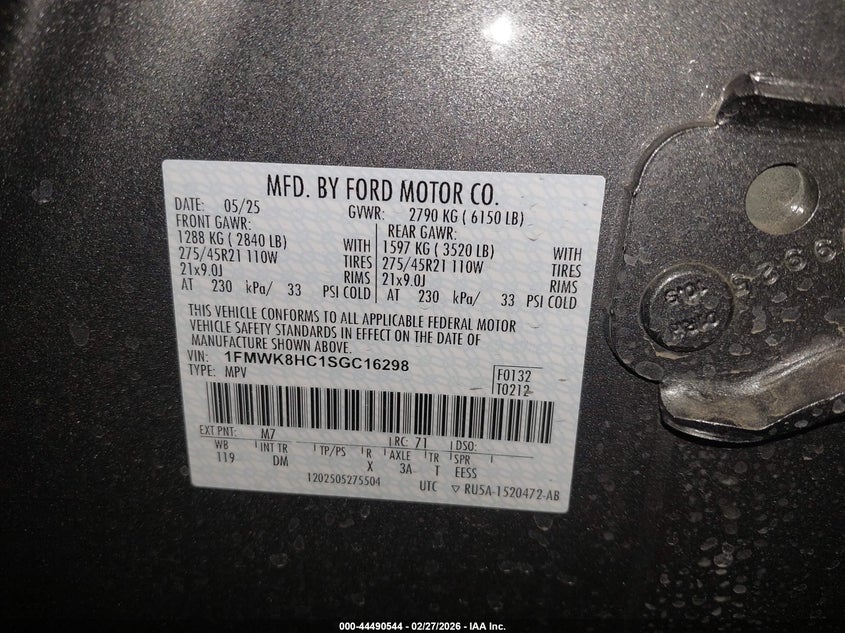 MFD. BY FORD MOTOR CO.
DATE: 05/25 GVWR: 2790 KG ( 6150 LB)
FRONT GAWR: REAR GAWR:
1288 KG ( 2840 LB) WITH 1597 KG ( 3520 LB) WITH
275/45R21 110W TIRES 275/45R21 110W TIRES
21x9.0J RIMS 21x9.0J RIMS
AT 230 kPa/ 33 PSI COLD AT 230 kPa/ 33 PSI COLD
THIS VEHICLE CONFORMS TO ALL APPLICABLE FEDERAL MOTOR
VEHICLE SAFETY STANDARDS IN EFFECT ON THE DATE OF
MANUFACTURE SHOWN ABOVE.
VIN: 1FMWK8HC1SGC16298
TYPE: MPV
F0132
T0212
EXT PNT: M7 RC: 71 DSO:
WB INT TR TP/PS R AXLE TR SPR
119 DM X 3A T EESS
1202505275504 UTC ▽ RU5A-1520472-AB
000-44490544 | 02/27/2026 - IAA Inc.